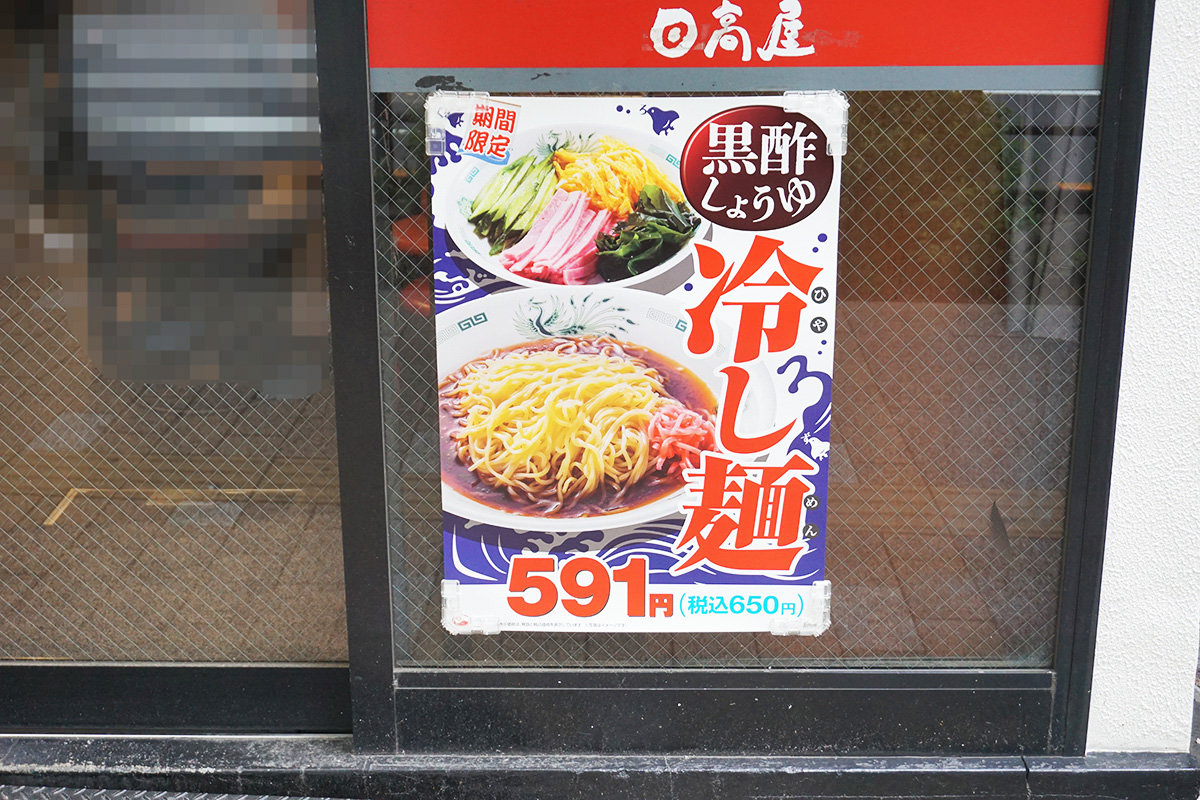 日高屋
期間
限定
黒酢
しょうゆ
冷し麺
ひや
めん
591円(税込650円)